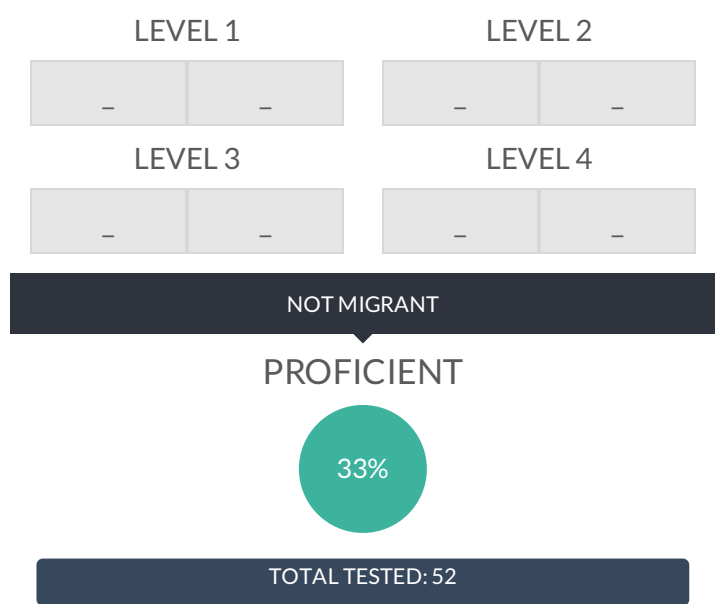 LEVEL 1 LEVEL 2
– – – –
LEVEL 3 LEVEL 4
– – – –
NOT MIGRANT
PROFICIENT
33%
TOTAL TESTED: 52